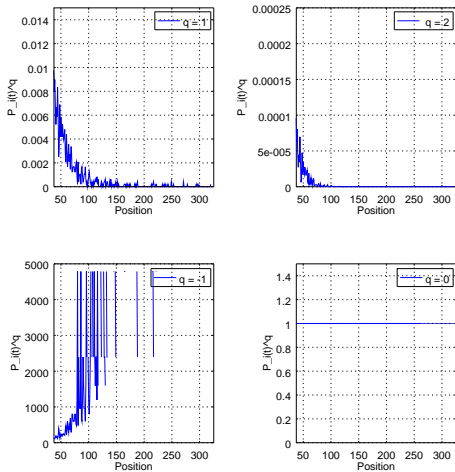 0.014
0.012
0.01
0.008
0.006
0.004
0.002
0
P_i(t)^q
50 100 150 200 250 300
Position
q = 1
0.00025
0.0002
0.00015
0.0001
5e-005
0
P_i(t)^q
50 100 150 200 250 300
Position
q = 2
5000
4000
3000
2000
1000
0
P_i(t)^q
50 100 150 200 250 300
Position
q = -1
1.4
1.2
1
0.8
0.6
0.4
0.2
0
P_i(t)^q
50 100 150 200 250 300
Position
q = 0